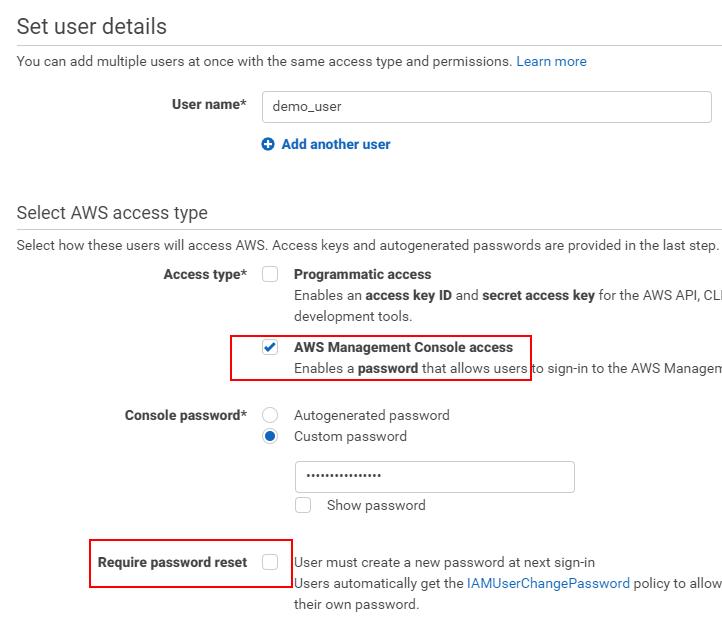 Set user details
You can add multiple users at once with the same access type and permissions. Learn more
User name* demo_user
Add another user
Select AWS access type
Select how these users will access AWS. Access keys and autogenerated passwords are provided in the last step.
Access type* Programmatic access
Enables an access key ID and secret access key for the AWS API, CLI
development tools.
AWS Management Console access
Enables a password that allows users to sign-in to the AWS Managem
Console password* Autogenerated password
Custom password
••••••••••••••••
Show password
Require password reset User must create a new password at next sign-in
Users automatically get the IAMUserChangePassword policy to allow
their own password.